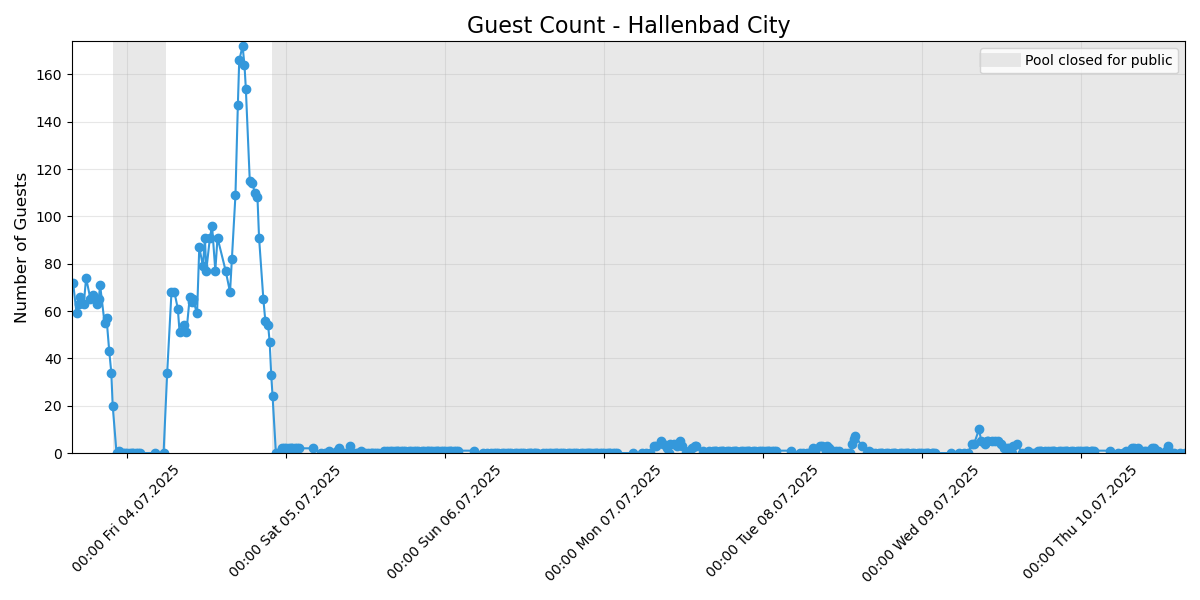 Guest Count - Hallenbad City
Pool closed for public
Number of Guests
160
140
120
100
80
60
40
20
0
00:00 Fri 04.07.2025
00:00 Sat 05.07.2025
00:00 Sun 06.07.2025
00:00 Mon 07.07.2025
00:00 Tue 08.07.2025
00:00 Wed 09.07.2025
00:00 Thu 10.07.2025